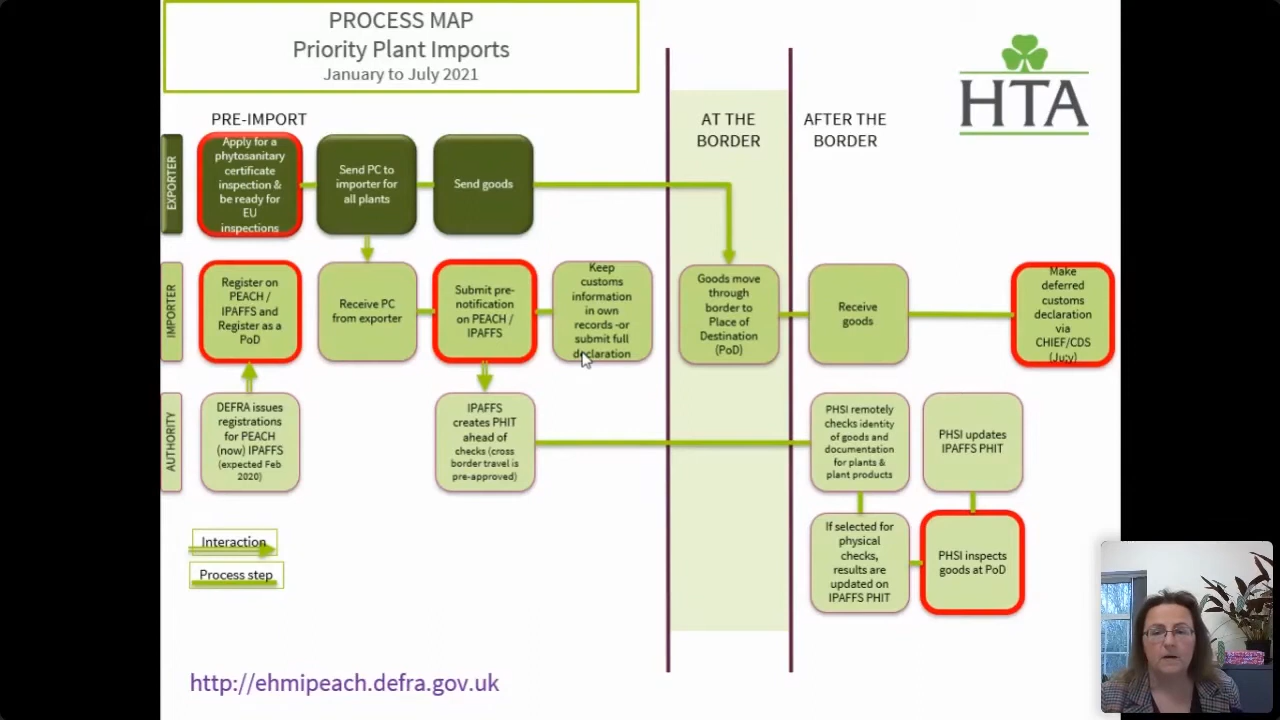 PROCESS MAP
Priority Plant Imports
January to July 2021
HTA
PRE-IMPORT
AT THE
BORDER
AFTER THE
BORDER
EXPORTER
Apply for a
phytosanitary
certificate
inspection &
be ready for
EU
inspections
Send PC to
importer for
all plants
Send goods
IMPORTER
Register on
PEACH /
IPAFFS and
Register as a
PoD
Receive PC
from exporter
Submit pre-
notification
on PEACH /
IPAFFS
Keep
customs
information
in own
records -or
submit full
declaration
Goods move
through
border to
Place of
Destination
(PoD)
Receive
goods
Make
deferred
customs
declaration
via
CHIEF/CDS
(Ju;y)
AUTHORITY
DEFRA issues
registrations
for PEACH
(now) IPAFFS
(expected Feb
2020)
IPAFFS
creates PHIT
ahead of
checks (cross
border travel is
pre-approved)
PHSI remotely
checks identity
of goods and
documentation
for plants &
plant products
PHSI updates
IPAFFS PHIT
If selected for
physical
checks,
results are
updated on
IPAFFS PHIT
PHSI inspects
goods at PoD
Interaction
Process step
http://ehmipeach.defra.gov.uk